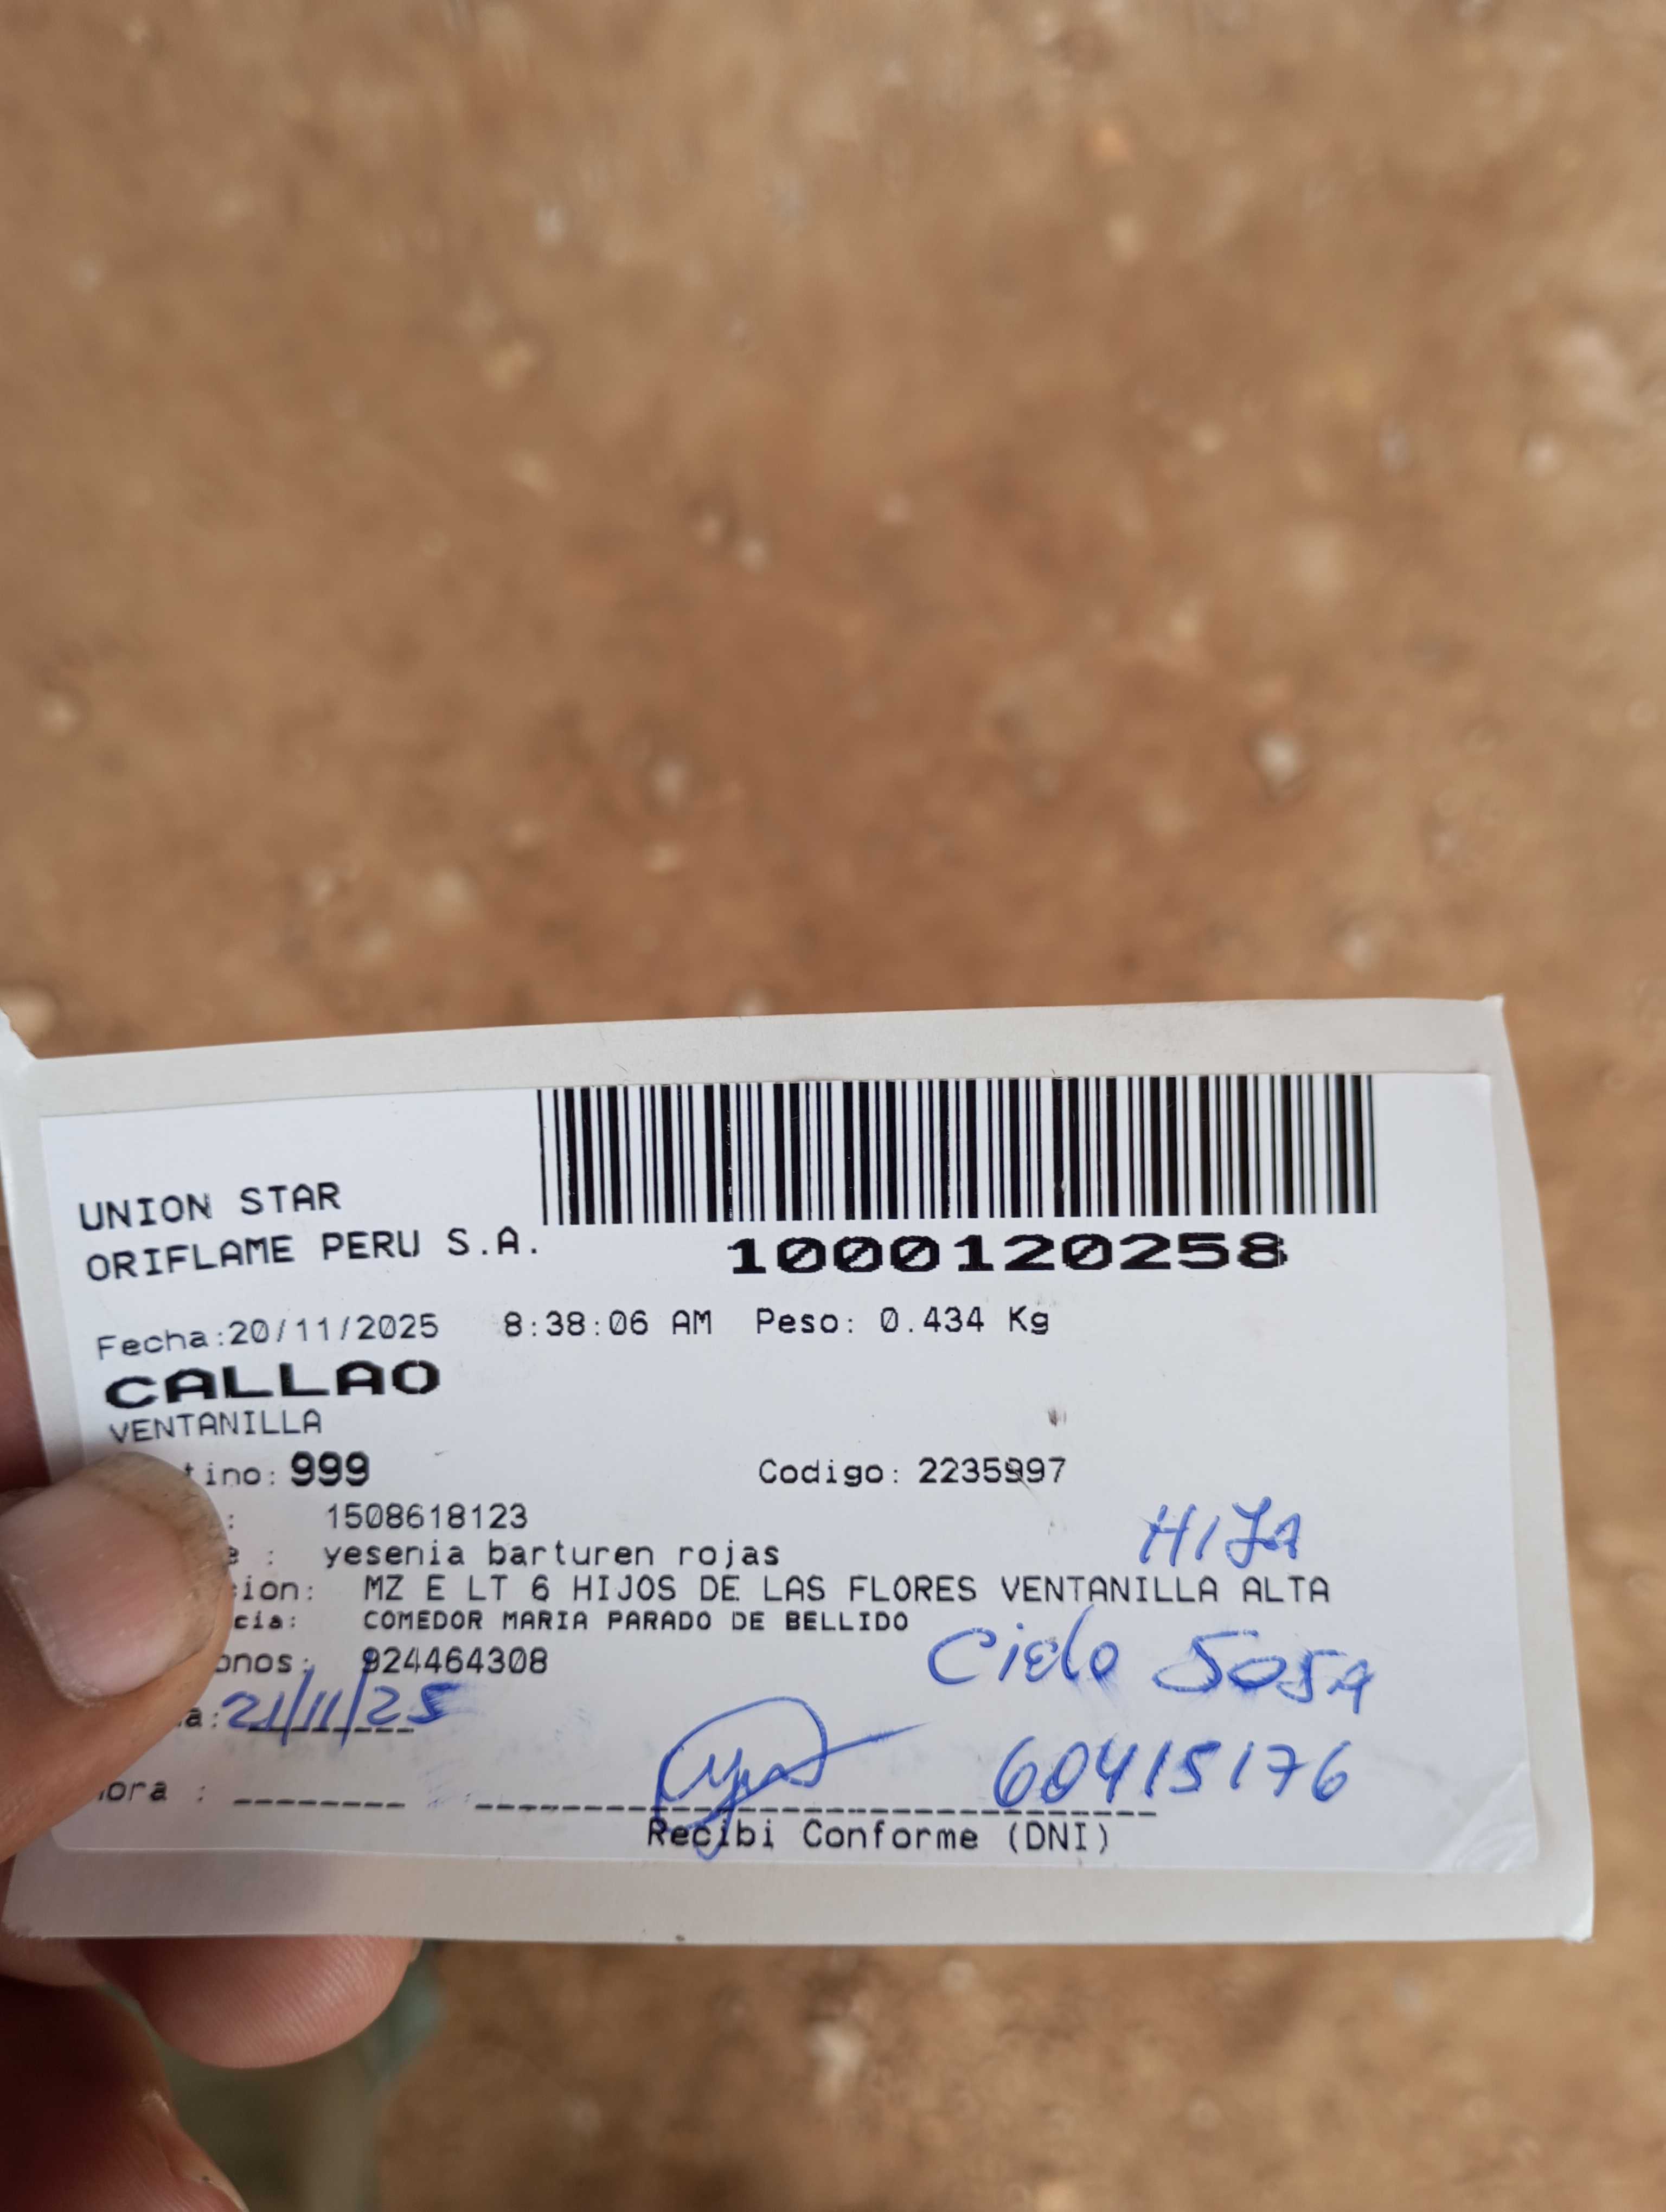 UNION STAR
ORIFLAME PERU S.A.
1000120258
Fecha:20/11/2025 8:38:06 AM Peso: 0.434 Kg
CALLAO
VENTANILLA
tino: 999 Codigo: 2235997
: 1508618123
HIJA
e : yesenia barturen rojas
cion: MZ E LT 6 HIJOS DE LAS FLORES VENTANILLA ALTA
cia: COMEDOR MARIA PARADO DE BELLIDO
onos: 924464308
Cielo SOSA
a: 21/11/25
60415176
ora :
Recibi Conforme (DNI)